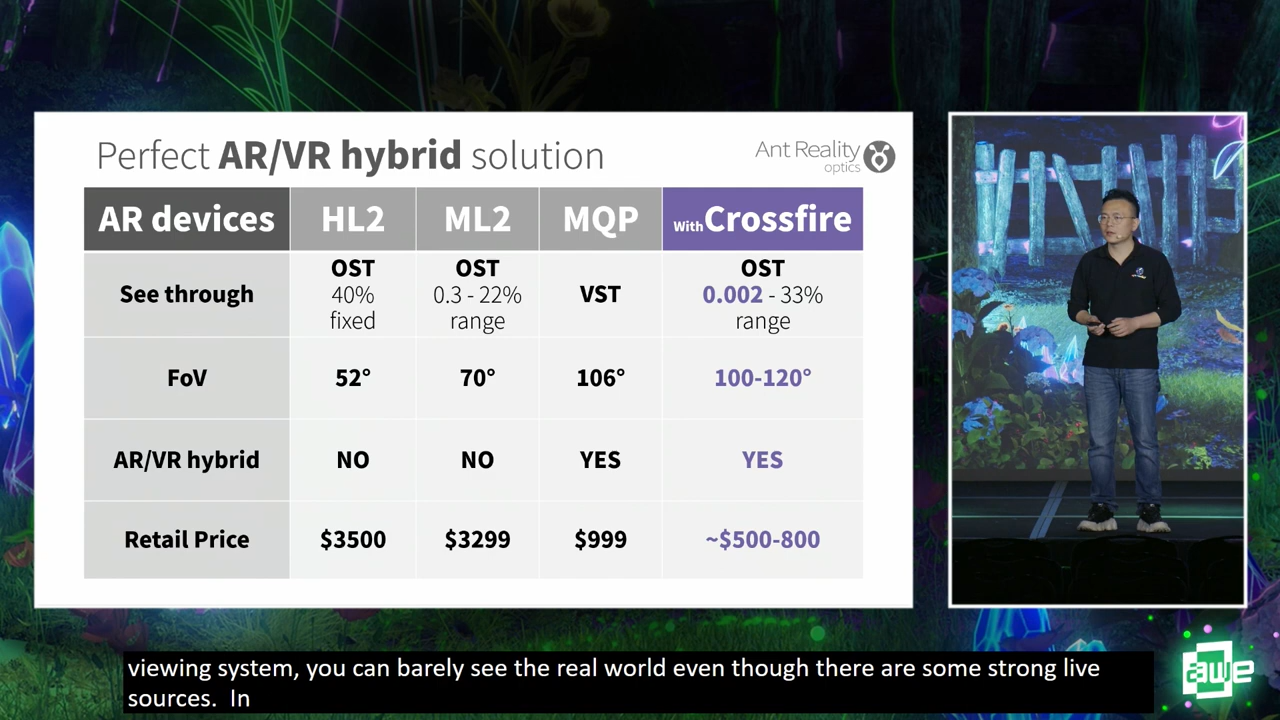 Perfect AR/VR hybrid solution
Ant Reality
optics
AR devices HL2 ML2 MQP With Crossfire
See through OST 40% fixed OST 0.3 - 22% range VST OST 0.002 - 33% range
FoV 52° 70° 106° 100-120°
AR/VR hybrid NO NO YES YES
Retail Price $3500 $3299 $999 ~$500-800
viewing system, you can barely see the real world even though there are some strong live
sources. In
awe